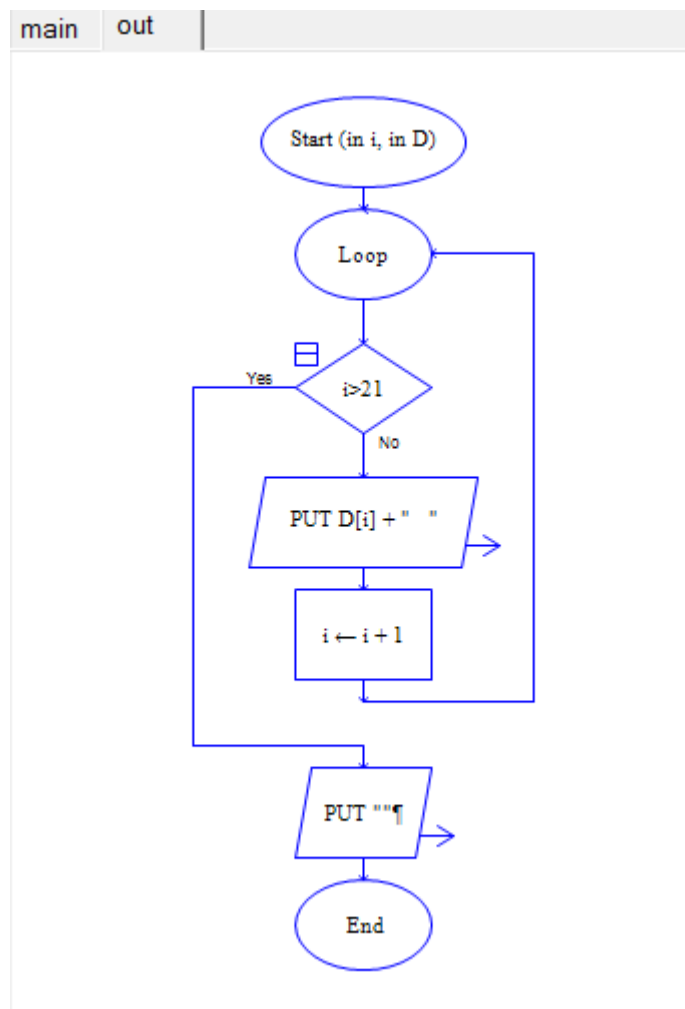 main out
Start (in i, in D)
Loop
i>21
Yes
No
PUT D[i] + "   "
i ← i + 1
PUT ""¶
End